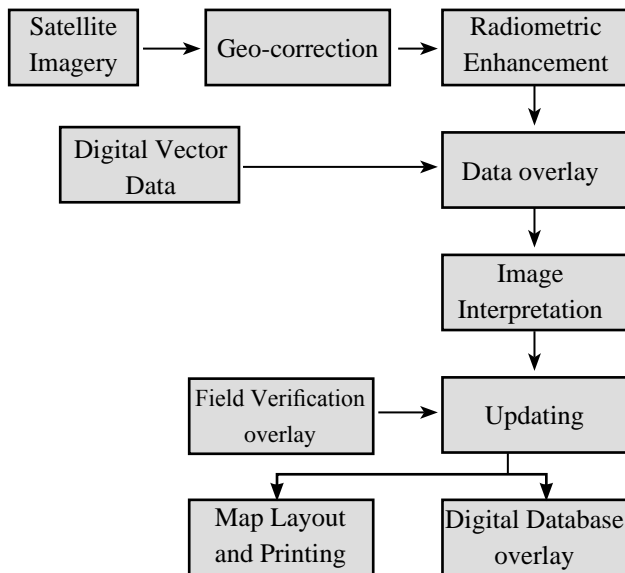 Satellite
Imagery
Geo-correction
Radiometric
Enhancement
Digital Vector
Data
Data overlay
Image
Interpretation
Field Verification
overlay
Updating
Map Layout
and Printing
Digital Database
overlay